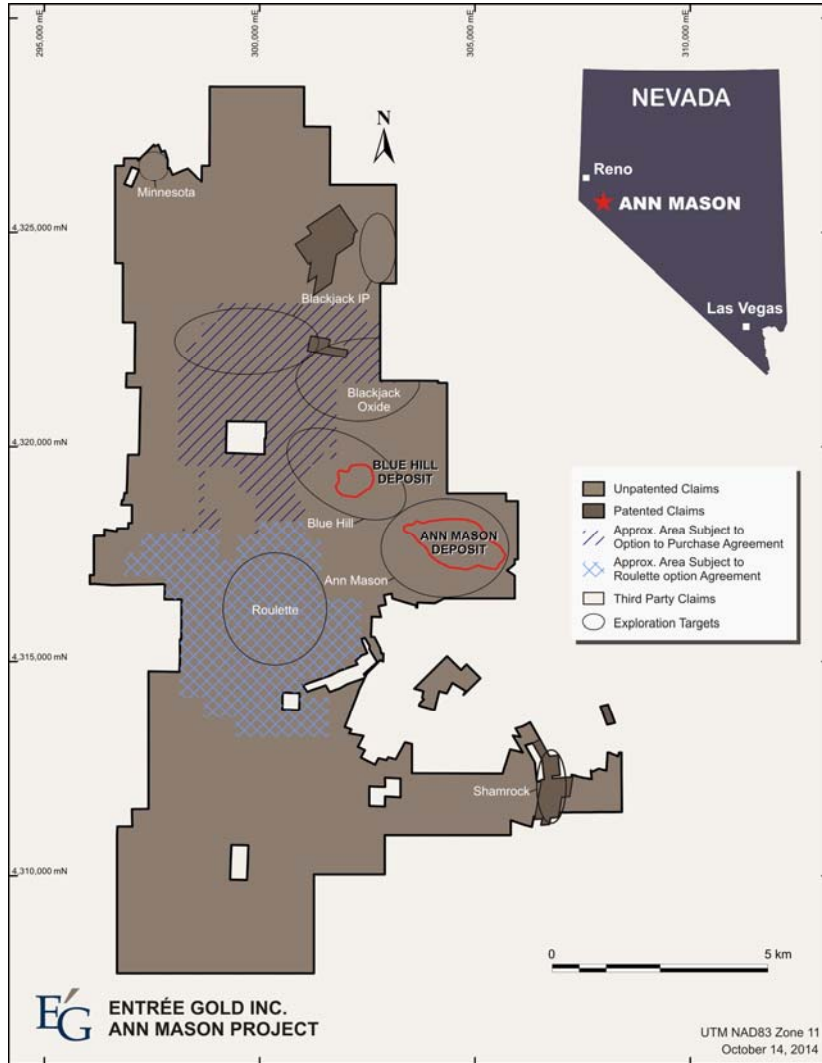 295,000 mE
300,000 mE
305,000 mE
310,000 mE
N
NEVADA
Reno
ANN MASON
Las Vegas
Minnesota
4,325,000 mN
Blackjack IP
Blackjack
Oxide
4,320,000 mN
BLUE HILL
DEPOSIT
Blue Hill
ANN MASON
DEPOSIT
Ann Mason
Roulette
Unpatented Claims
Patented Claims
Approx. Area Subject to
Option to Purchase Agreement
Approx. Area Subject to
Roulette option Agreement
Third Party Claims
Exploration Targets
4,315,000 mN
Shamrock
4,310,000 mN
0
5 km
EG
ENTRÉE GOLD INC.
ANN MASON PROJECT
UTM NAD83 Zone 11
October 14, 2014